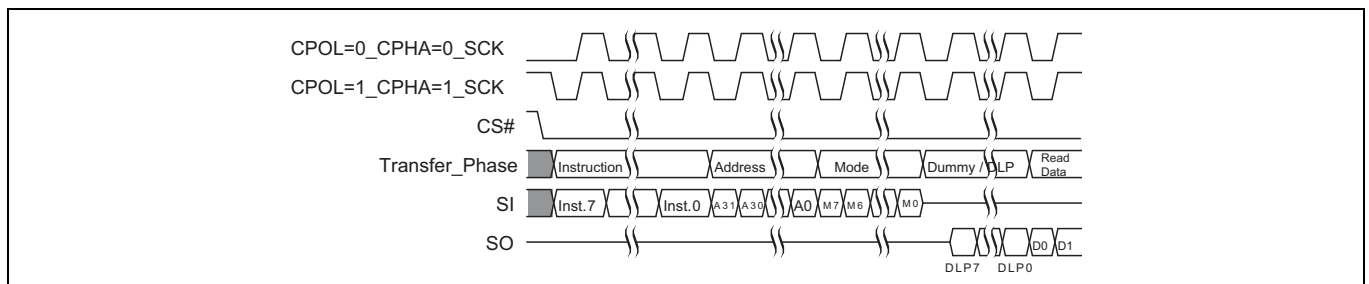 CPOL=0_CPHA=0_SCK
CPOL=1_CPHA=1_SCK
CS#
Transfer_Phase Instruction Address Mode Dummy / DLP Read Data
SI Inst.7 Inst.0 A31 A30 A0 M7 M6 M0
SO D0 D1
DLP7 DLP0